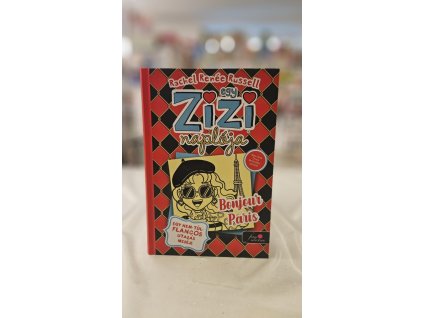 Rachel Renée Russell
egy
Zizi
naplója
Bonjour
Paris
EGY NEM-TÚL-
FLANCOS
UTAZÁS
MESÉJE